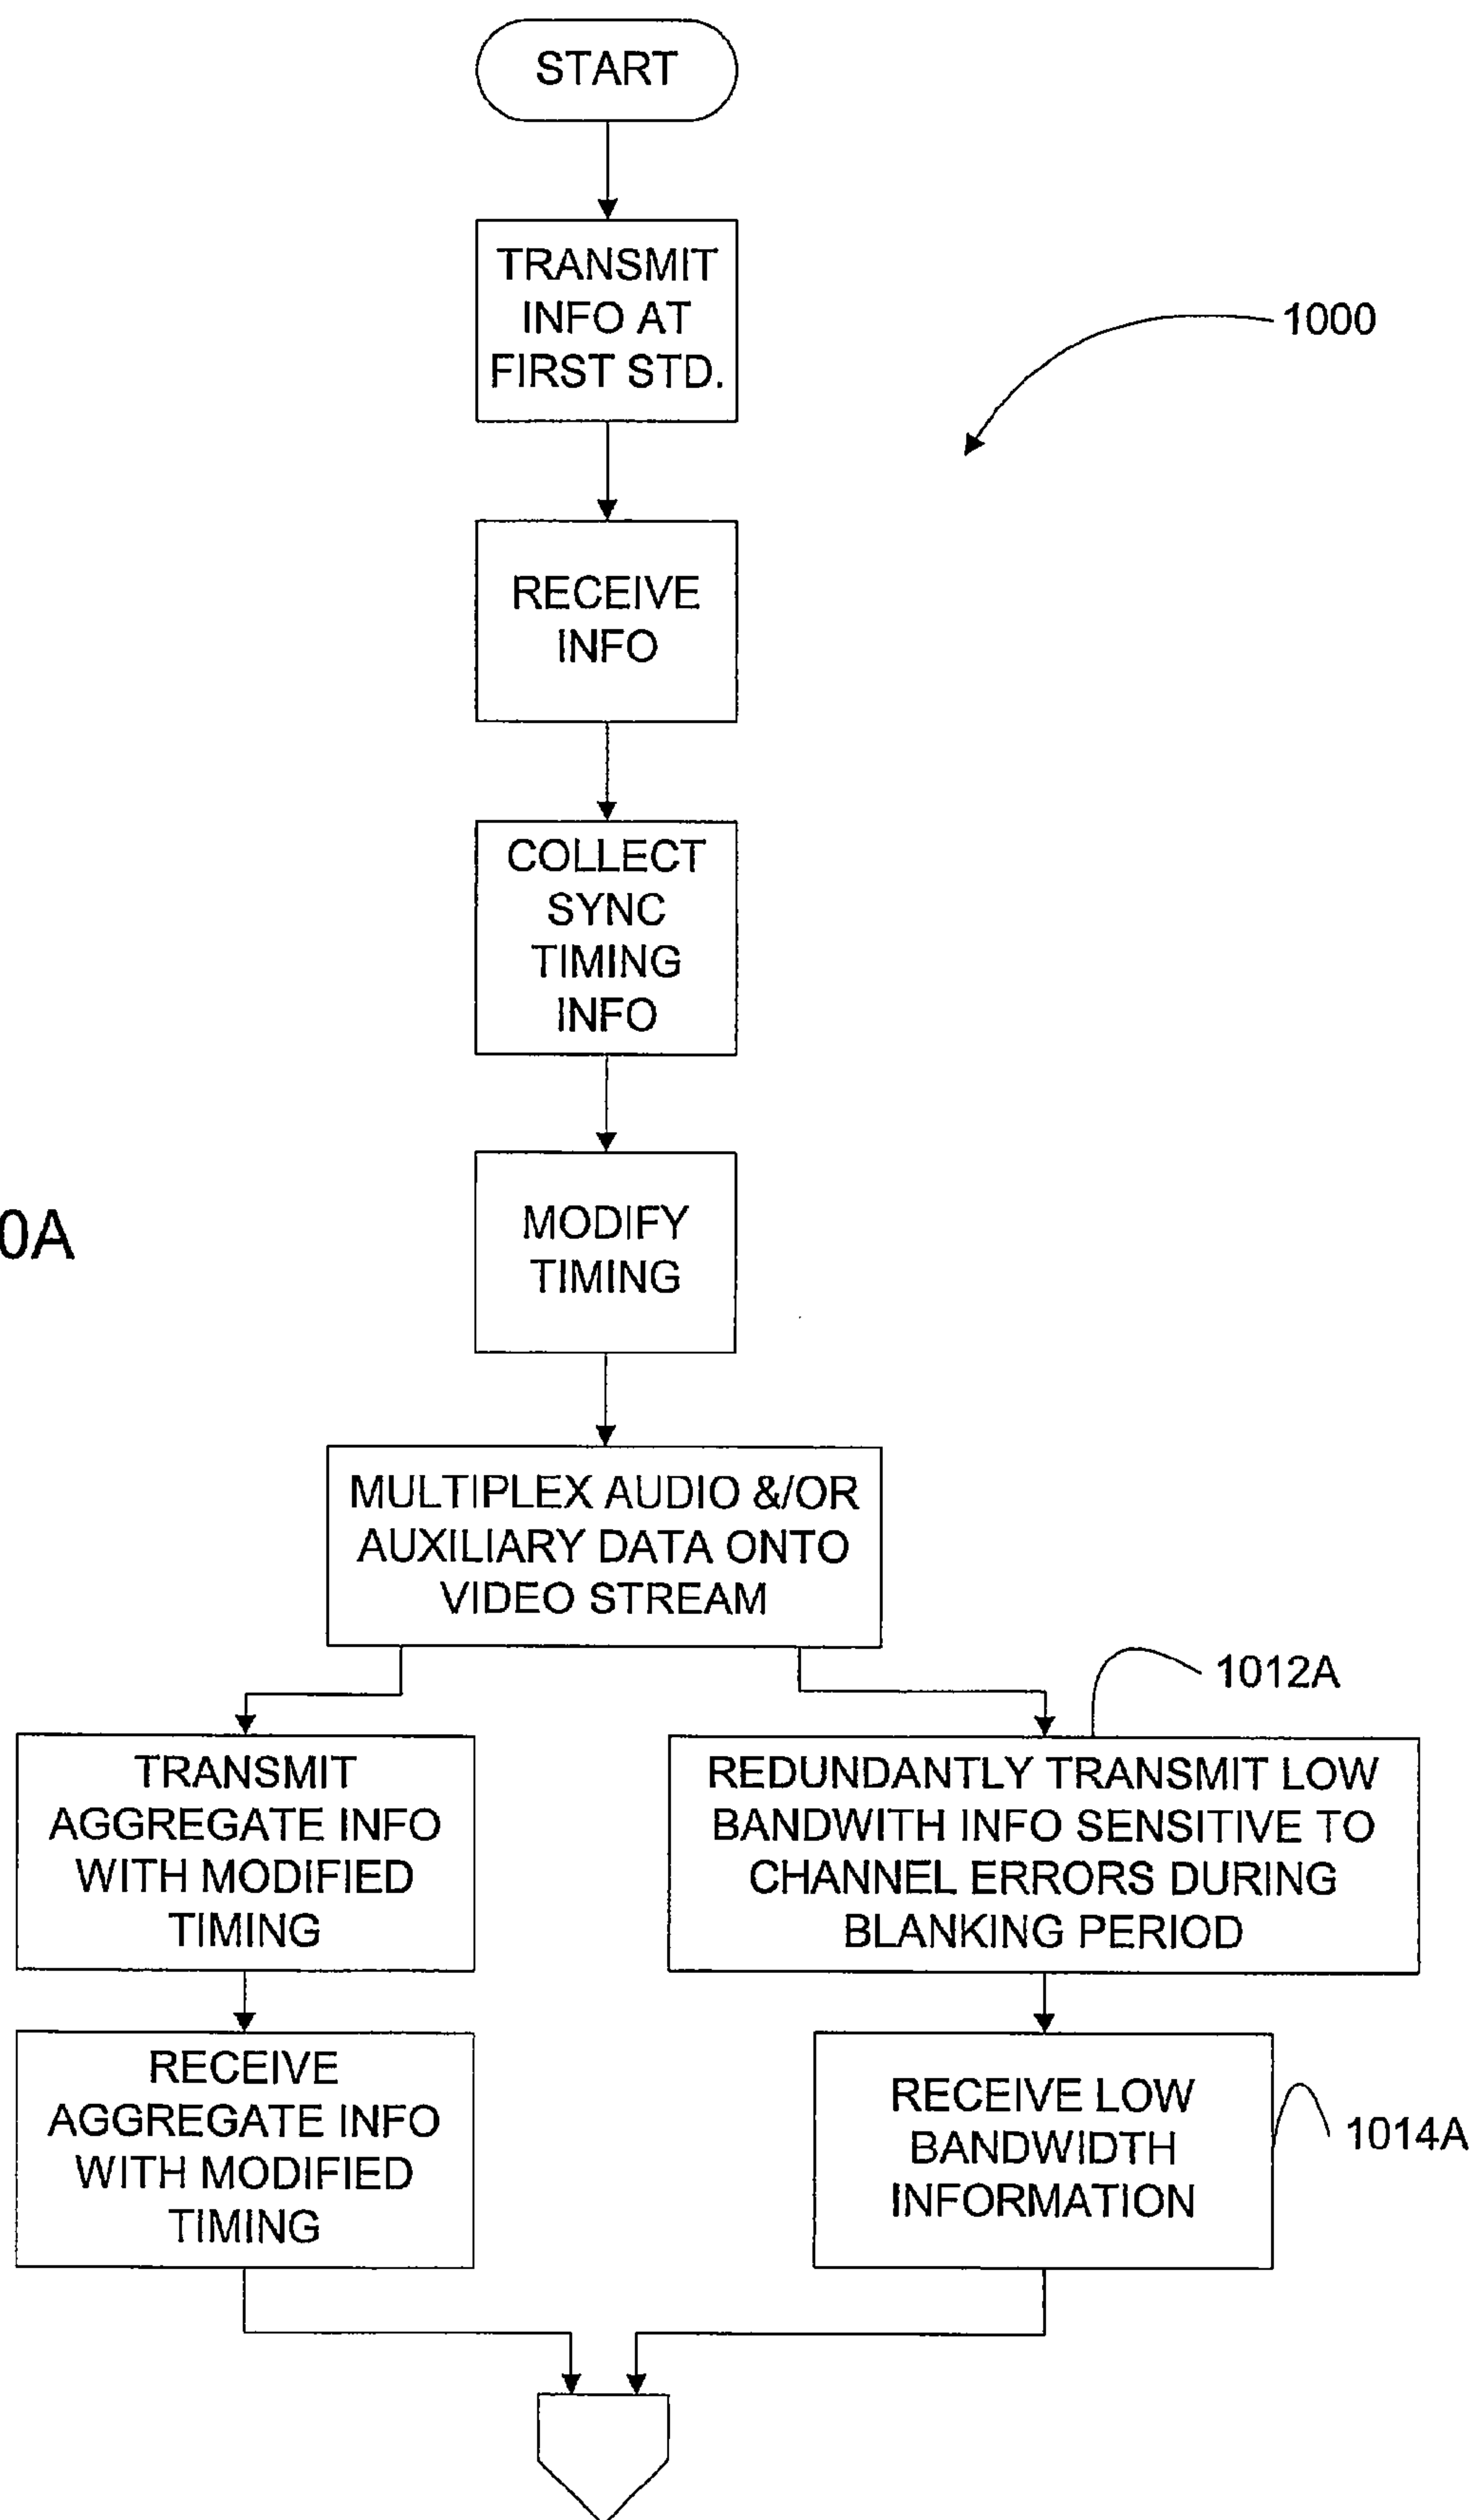 START
TRANSMIT
INFO AT
FIRST STD.
1000
RECEIVE
INFO
COLLECT
SYNC
TIMING
INFO
0A
MODIFY
TIMING
MULTIPLEX AUDIO &/OR
AUXILIARY DATA ONTO
VIDEO STREAM
1012A
TRANSMIT
AGGREGATE INFO
WITH MODIFIED
TIMING
REDUNDANTLY TRANSMIT LOW
BANDWITH INFO SENSITIVE TO
CHANNEL ERRORS DURING
BLANKING PERIOD
RECEIVE
AGGREGATE INFO
WITH MODIFIED
TIMING
RECEIVE LOW
BANDWIDTH
INFORMATION
1014A